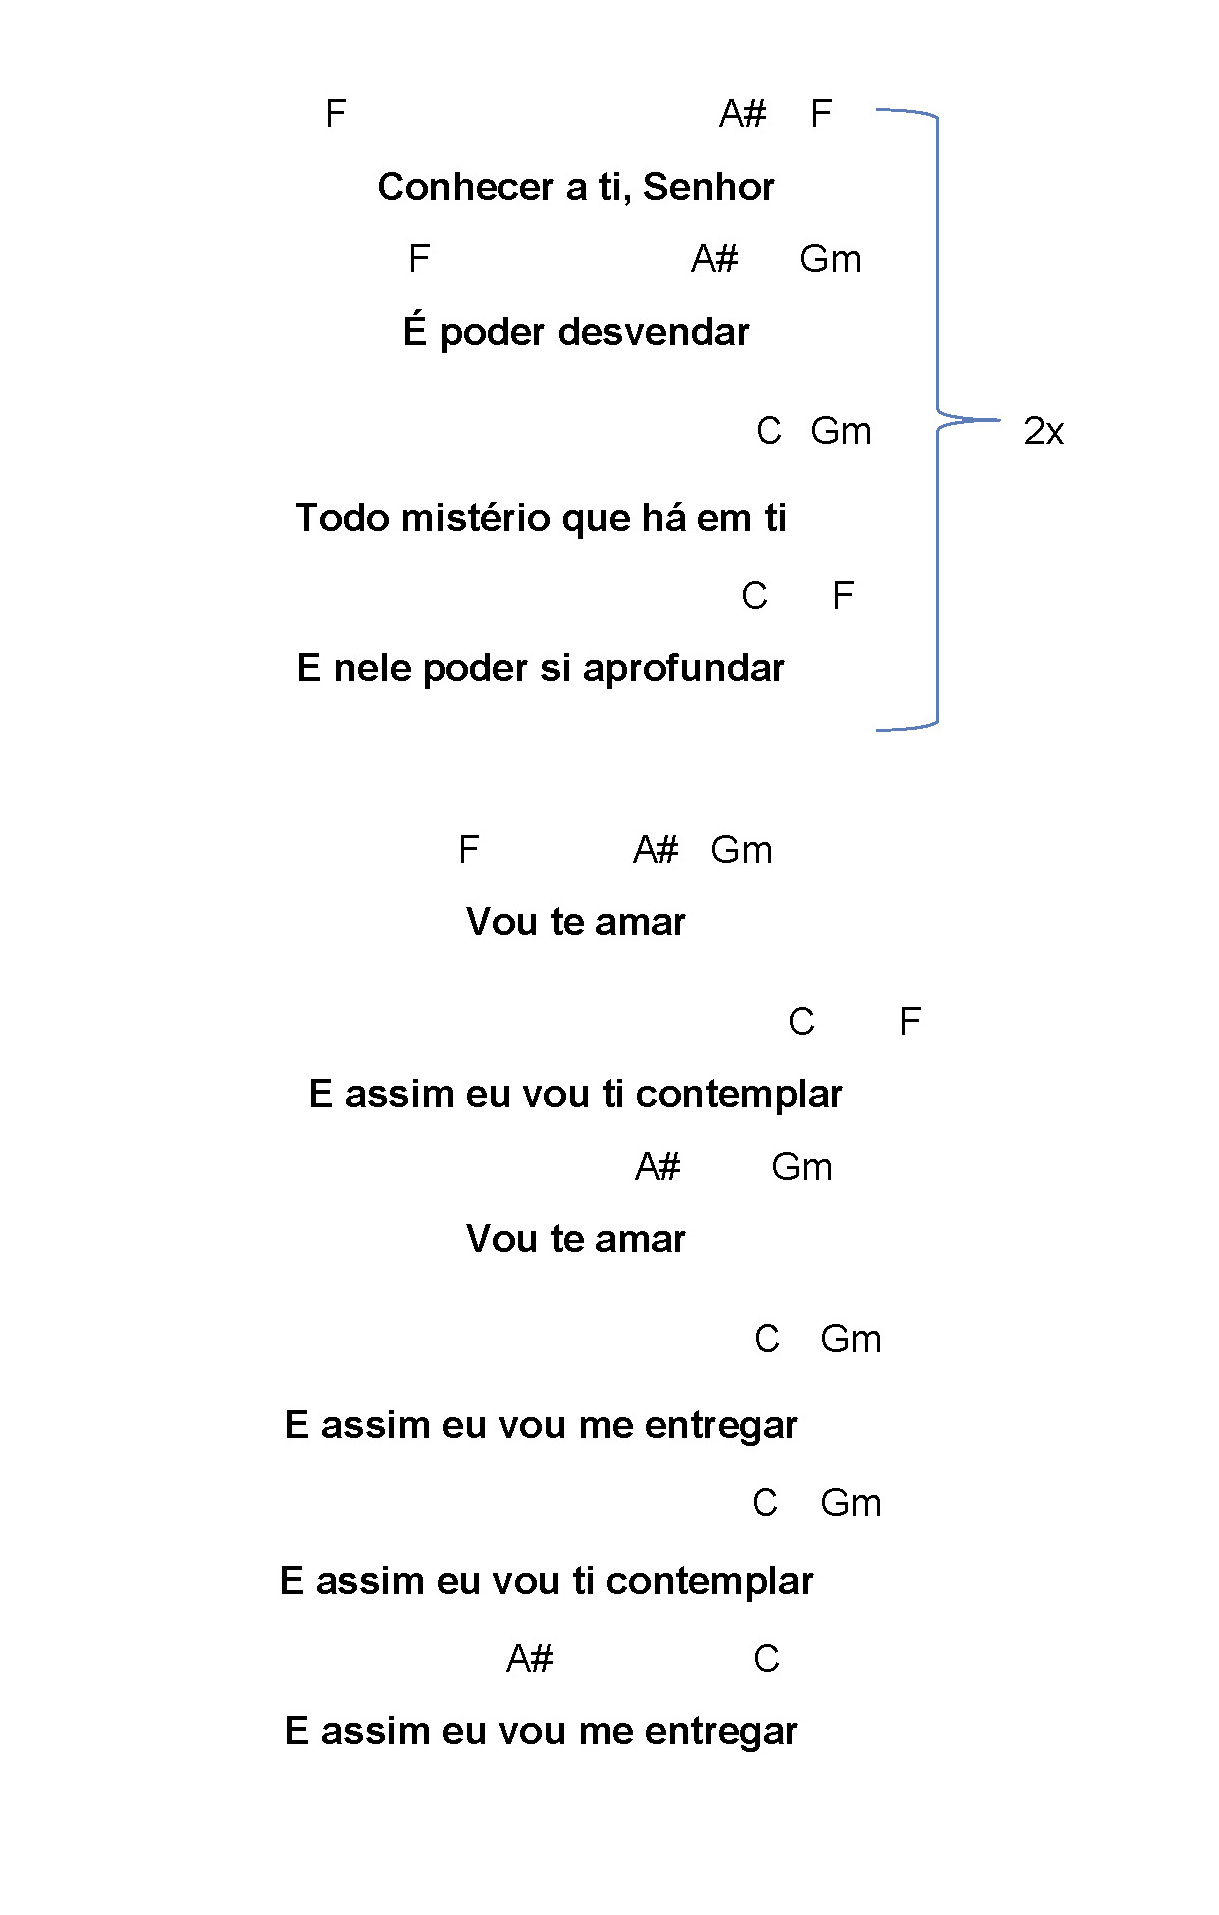 F A# F
Conhecer a ti, Senhor
F A# Gm
É poder desvendar
C Gm
2x
Todo mistério que há em ti
C F
E nele poder si aprofundar
F A# Gm
Vou te amar
C F
E assim eu vou ti contemplar
A# Gm
Vou te amar
C Gm
E assim eu vou me entregar
C Gm
E assim eu vou ti contemplar
A# C
E assim eu vou me entregar